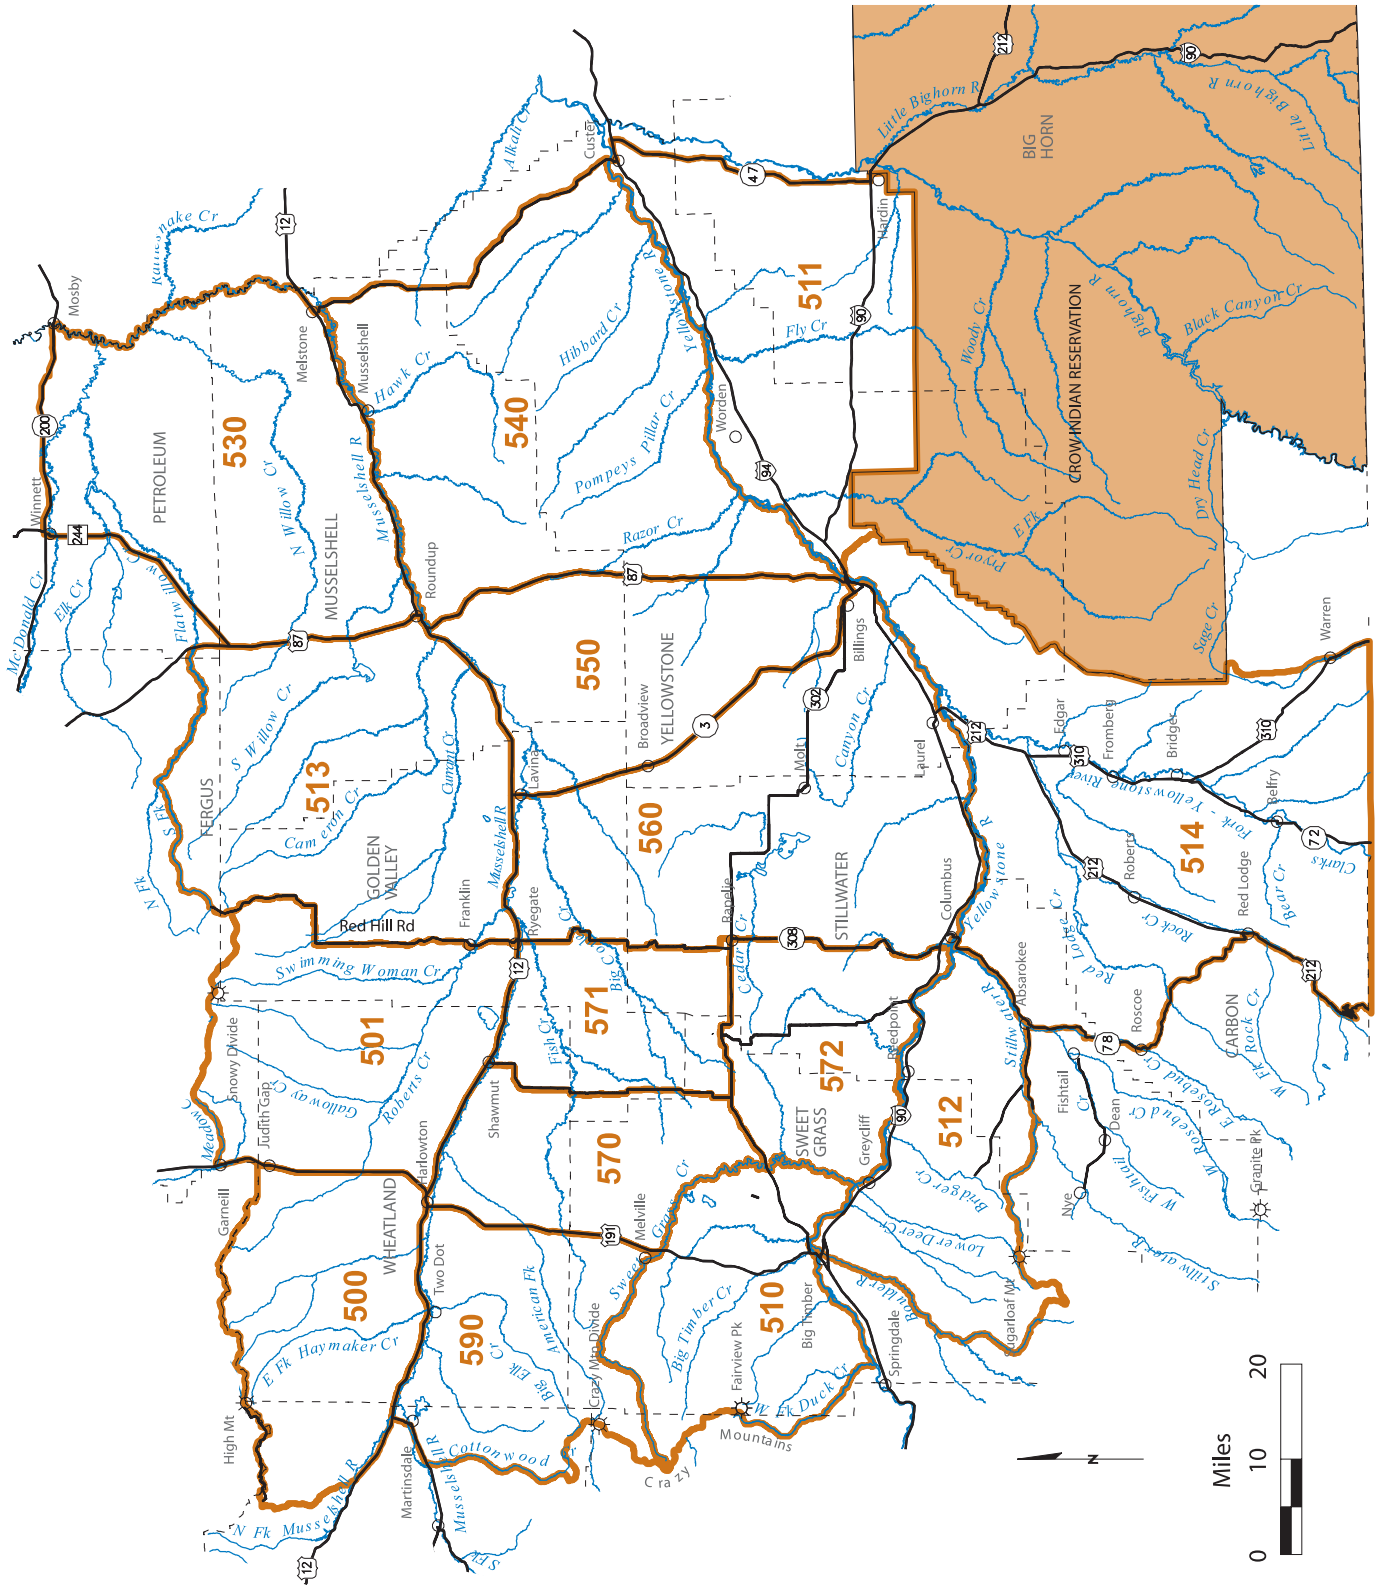 Mosby
Winnett
200
244
Mc Donald Cr
Elk Cr
Flatwillow Cr
PETROLEUM
530
N Willow Cr
MUSSELSHELL
Melstone
12
Musselshell
Musselshell R
Hawk Cr
Roundup
87
540
Hibbard Cr
Pompeys Pillar Cr
Razor Cr
Alkali Cr
Custer
47
Yellowstone R
Worden
94
Fly Cr
511
Hardin
90
Little Bighorn R
212
90
Little Bighorn R
BIG
HORN
Woody Cr
CROW INDIAN RESERVATION
Bighorn R
Black Canyon Cr
Dry Head Cr
E Fk
Pryor Cr
Sage Cr
Warren
87
550
YELLOWSTONE
Broadview
3
302
Billings
Molt
Canyon Cr
Laurel
212
Edgar
310
Fromberg
Bridger
310
Clarks
Fork - Yellowstone
River
Belfry
72
514
Roberts
212
Red Lodge
Bear Cr
Rock Cr
Red Lodge Cr
FERGUS
N Fk
S Fk
S Willow Cr
513
Cameron Cr
Currant Cr
GOLDEN
VALLEY
Red Hill Rd
Franklin
Musselshell R
Lavina
Ryegate
560
Rapelje
Cedar Cr
308
STILLWATER
Columbus
Yellowstone R
Absarokee
Stillwater R
78
Roscoe
CARBON
212
W Fk Rock Cr
E Rosebud Cr
W Rosebud Cr
Fishtail
Dean
W Fishtail Cr
Nye
Granite Pk
Stillwater R
Snowy Divide
Swimming Woman Cr
501
Galloway Cr
Roberts Cr
Meadow C
Judith Gap
Garneill
12
Shawmut
Fish Cr
Big Coulee Cr
571
572
Reedpoint
90
512
Bridger Cr
Lower Deer Cr
SWEET
GRASS
Greycliff
570
Harlowton
WHEATLAND
500
Two Dot
E Fk Haymaker Cr
High Mt
590
Big Elk Cr
American Fk
191
Melville
Sweet Grass Cr
Crazy Mtn Divide
Big Timber Cr
Fairview Pk
510
Big Timber
Boulder R
Sugarloaf Mt
Springdale
W Fk Duck Cr
Crazy
Mountains
Martinsdale
Cottonwood Cr
Musselshell R
N Fk Musselshell R
S Fk
12
N
Miles
0 10 20